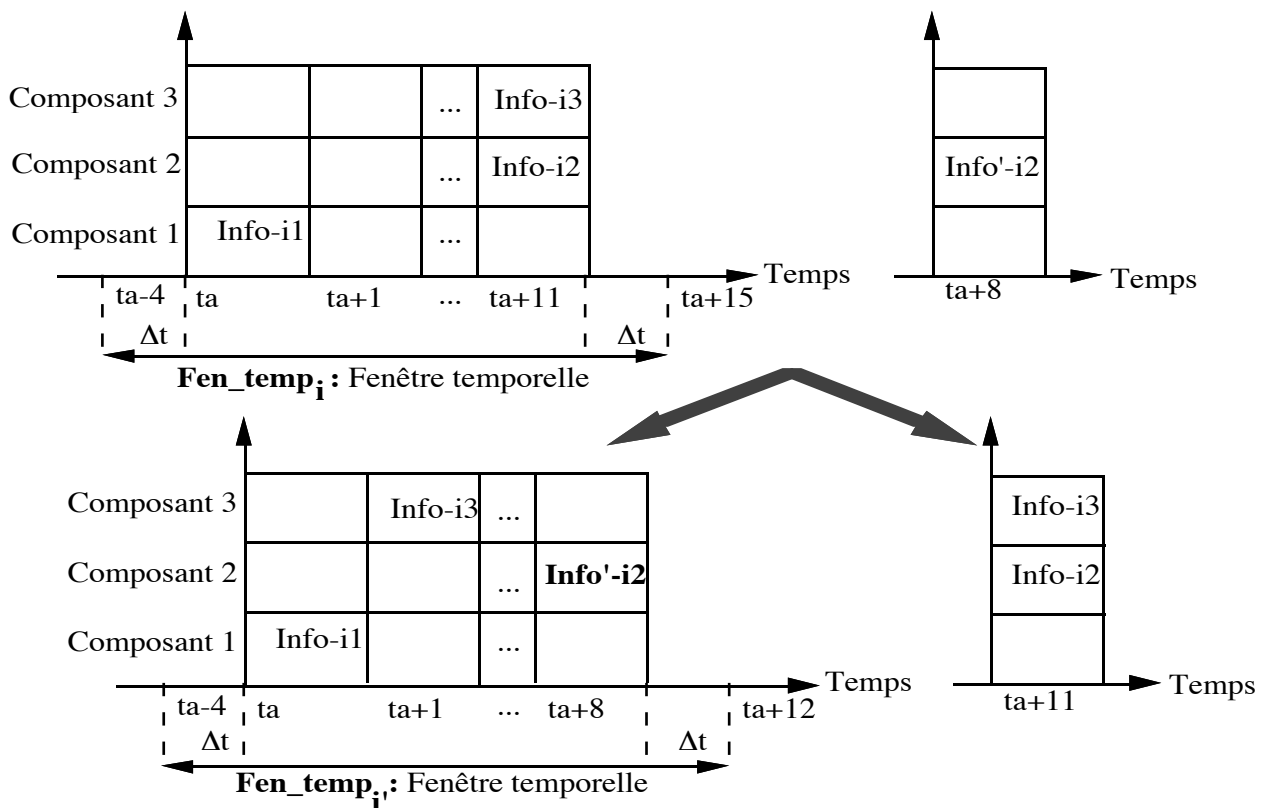 Composant 3 ... Info-i3
Composant 2 ... Info-i2 Info'-i2
Composant 1 Info-i1 ...
Temps Temps
ta-4 ta ta+1 ... ta+11 ta+15 ta+8
Δt Δt
Fen_temp i : Fenêtre temporelle
Composant 3 Info-i3 ... Info-i3
Composant 2 ... Info'-i2 Info-i2
Composant 1 Info-i1 ...
Temps Temps
ta-4 ta ta+1 ... ta+8 ta+12 ta+11
Δt Δt
Fen_temp i' : Fenêtre temporelle